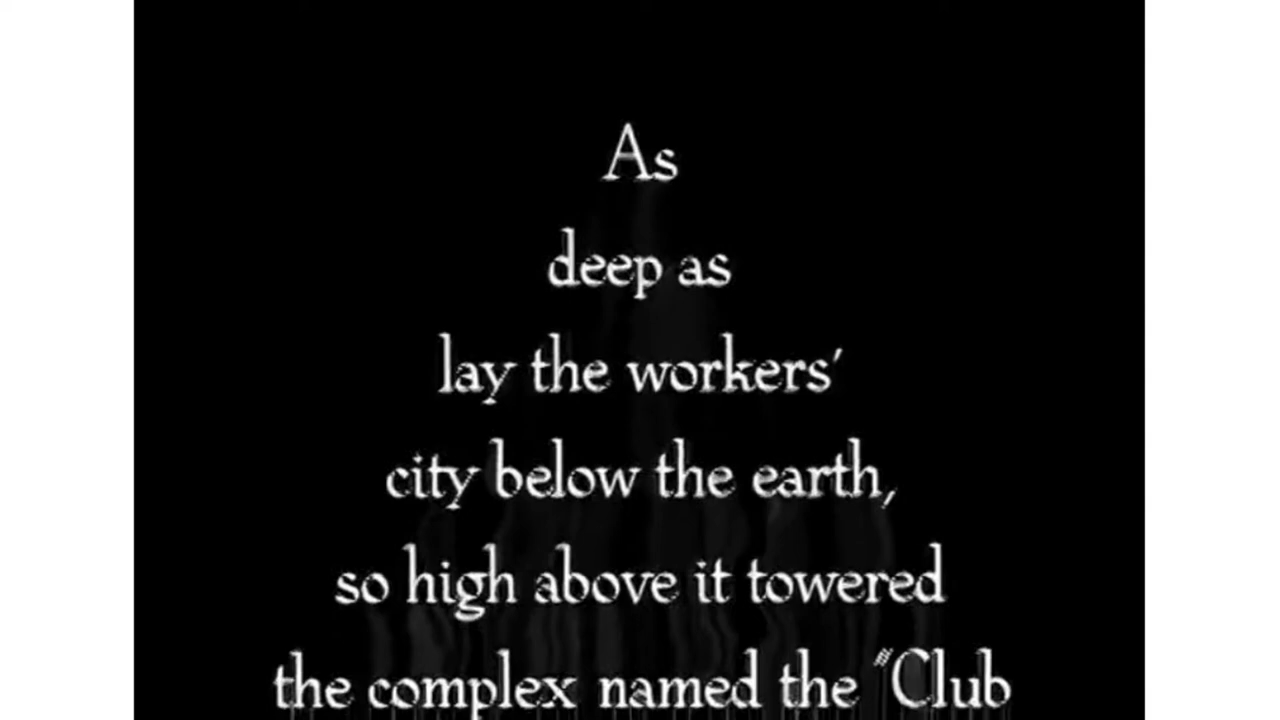 As
deep as
lay the workers'
city below the earth,
so high above it towered
the complex named the "Club